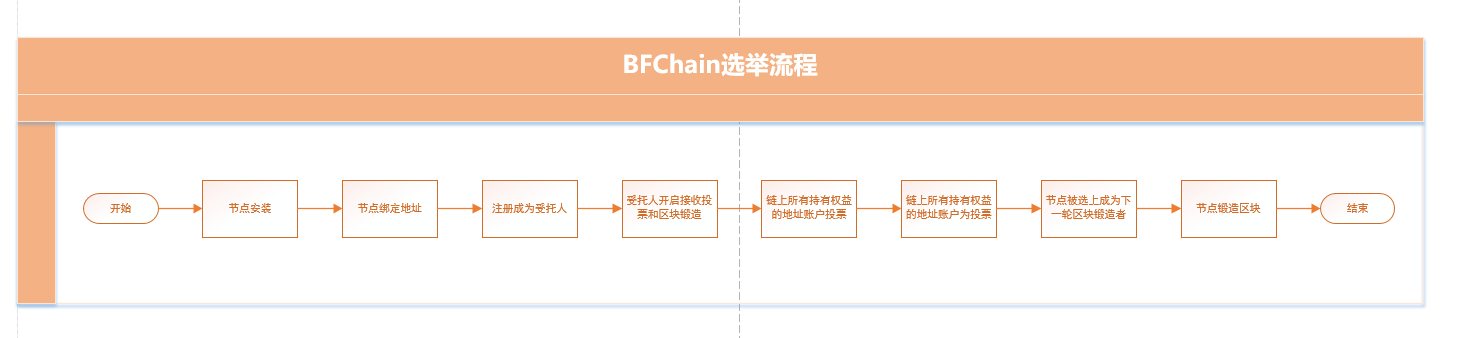 BFChain选举流程
开始
节点安装
节点绑定地址
注册成为受托人
受托人开启接收投
票和区块锻造
链上所有持有权益
的地址账户投票
链上所有持有权益
的地址账户为投票
节点被选上成为下
一轮区块锻造者
节点锻造区块
结束